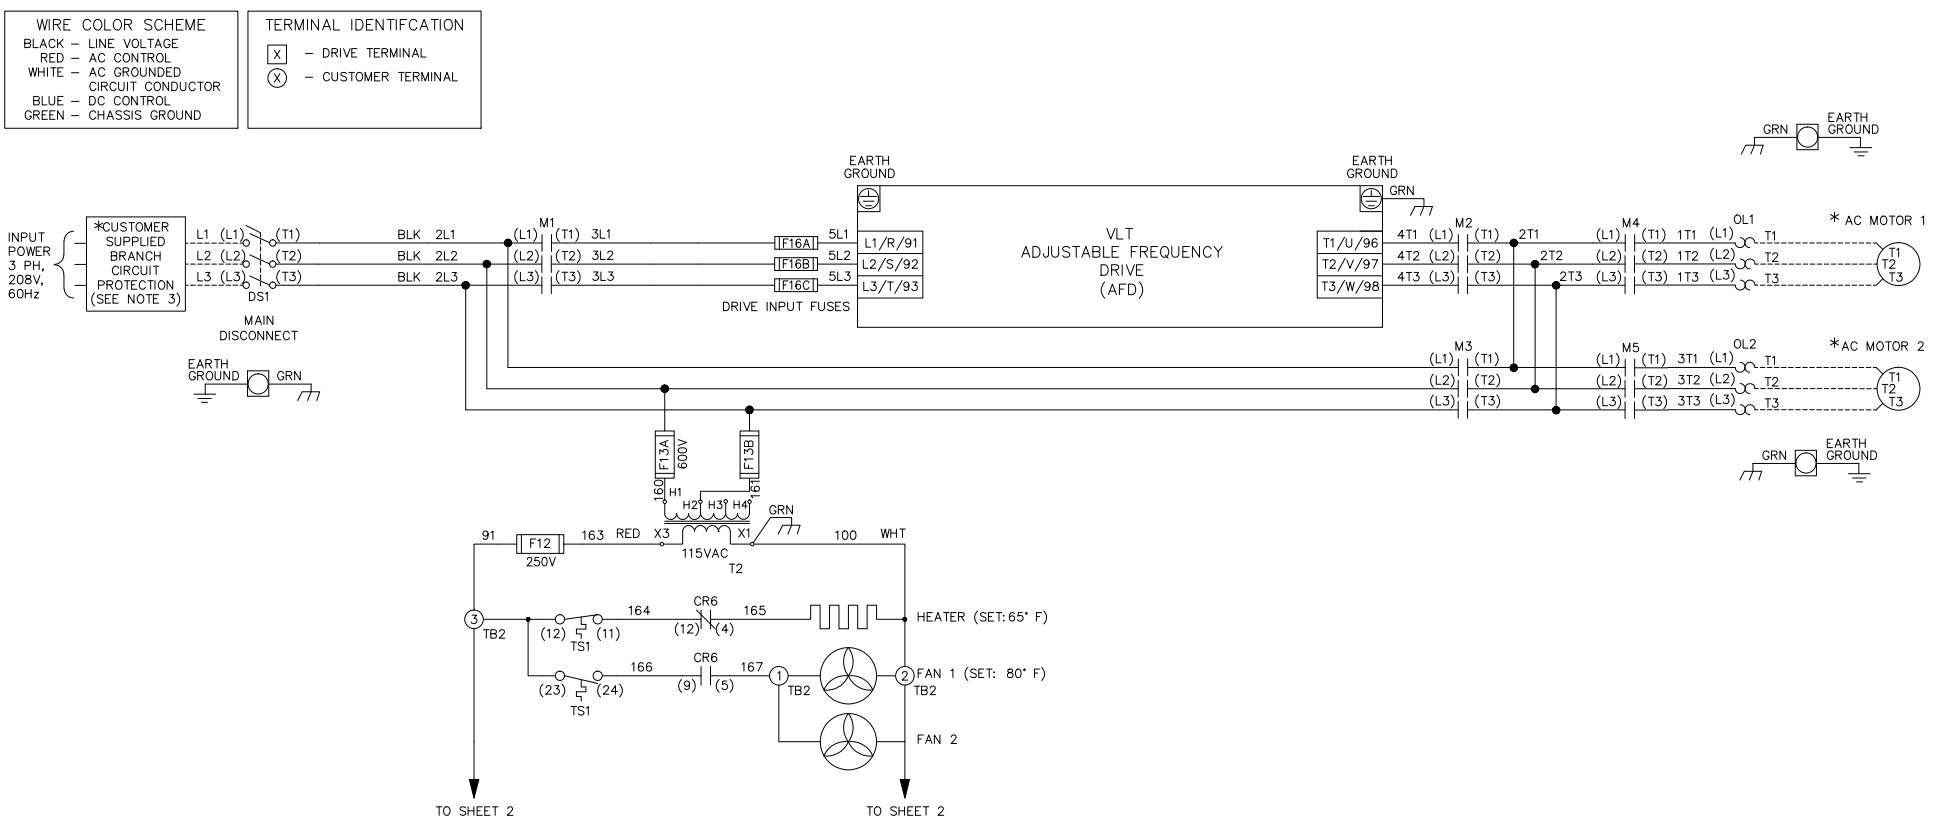 WIRE COLOR SCHEME
BLACK – LINE VOLTAGE
RED – AC CONTROL
WHITE – AC GROUNDED
CIRCUIT CONDUCTOR
BLUE – DC CONTROL
GREEN – CHASSIS GROUND
TERMINAL IDENTIFCATION
X – DRIVE TERMINAL
X – CUSTOMER TERMINAL
INPUT
POWER
3 PH,
208V,
60Hz
*CUSTOMER
SUPPLIED
BRANCH
CIRCUIT
PROTECTION
(SEE NOTE 3)
L1 (L1) (T1)
L2 (L2) (T2)
L3 (L3) (T3)
DS1
MAIN
DISCONNECT
EARTH
GROUND
GRN
BLK 2L1
BLK 2L2
BLK 2L3
M1
(L1) (T1) 3L1
(L2) (T2) 3L2
(L3) (T3) 3L3
F16A
F16B
F16C
DRIVE INPUT FUSES
5L1
5L2
5L3
EARTH
GROUND
L1/R/91
L2/S/92
L3/T/93
VLT
ADJUSTABLE FREQUENCY
DRIVE
(AFD)
EARTH
GROUND
GRN
T1/U/96
T2/V/97
T3/W/98
M2
4T1 (L1) (T1) 2T1
4T2 (L2) (T2) 2T2
4T3 (L3) (T3) 2T3
M4
(L1) (T1) 1T1 (L1)
(L2) (T2) 1T2 (L2)
(L3) (T3) 1T3 (L3)
OL1
T1
T2
T3
* AC MOTOR 1
T1
T2
T3
GRN
EARTH
GROUND
M3
(L1) (T1)
(L2) (T2)
(L3) (T3)
M5
(L1) (T1) 3T1 (L1)
(L2) (T2) 3T2 (L2)
(L3) (T3) 3T3 (L3)
OL2
T1
T2
T3
*AC MOTOR 2
T1
T2
T3
GRN
EARTH
GROUND
F13A
600V
F13B
160
161
H1
H2 H3 H4
GRN
91
F12
250V
163 RED X3
X1
115VAC
T2
100 WHT
3
TB2
(12) (11)
TS1
164
CR6
(12) (4)
165
HEATER (SET:65° F)
(23) (24)
TS1
166
CR6
(9) (5)
167
1
TB2
2
TB2
FAN 1 (SET: 80° F)
FAN 2
TO SHEET 2
TO SHEET 2